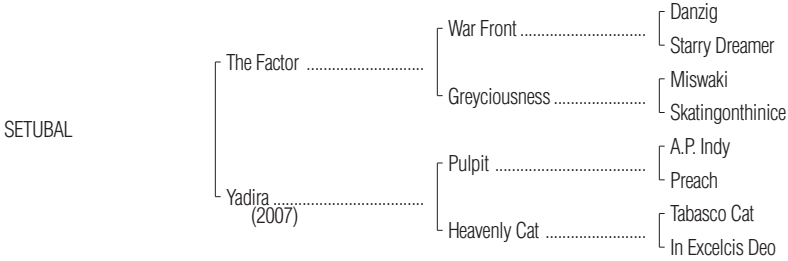 Danzig
War Front ..............................
Starry Dreamer
The Factor ............................
Miswaki
Greyciousness ......................
Skatingonthinice
SETUBAL
A.P. Indy
Pulpit ....................................
Preach
Yadira ....................................
(2007)
Tabasco Cat
Heavenly Cat ........................
In Excelcis Deo